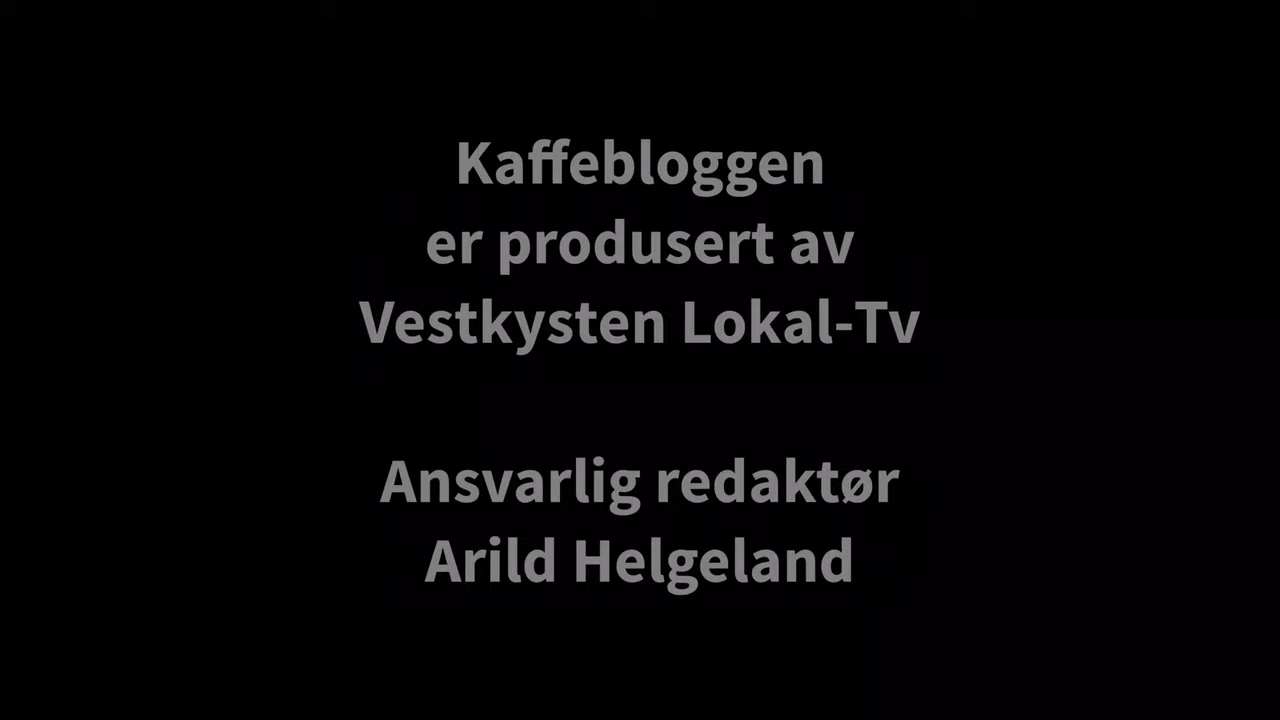 Kaffebloggen
er produsert av
Vestkysten Lokal-Tv
Ansvarlig redaktør
Arild Helgeland